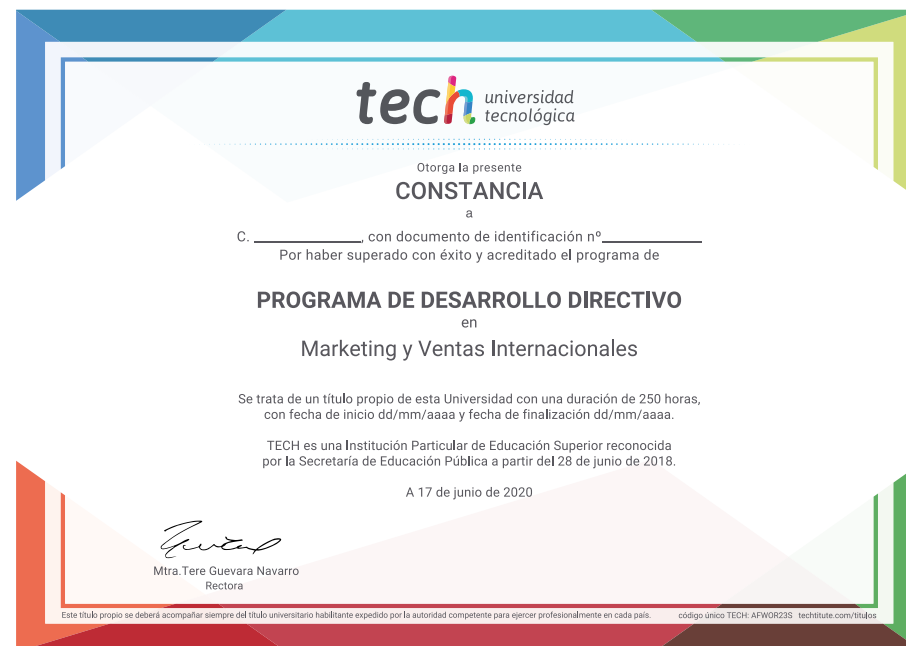 tech universidad
tecnológica
Otorga la presente
CONSTANCIA
a
C. ____________, con documento de identificación nº____________
Por haber superado con éxito y acreditado el programa de
PROGRAMA DE DESARROLLO DIRECTIVO
en
Marketing y Ventas Internacionales
Se trata de un título propio de esta Universidad con una duración de 250 horas,
con fecha de inicio dd/mm/aaaa y fecha de finalización dd/mm/aaaa.
TECH es una Institución Particular de Educación Superior reconocida
por la Secretaría de Educación Pública a partir del 28 de junio de 2018.
A 17 de junio de 2020
Mtra.Tere Guevara Navarro
Rectora
Este título propio se deberá acompañar siempre del título universitario habilitante expedido por la autoridad competente para ejercer profesionalmente en cada país. código único TECH: AFWOR23S techtitute.com/titulos